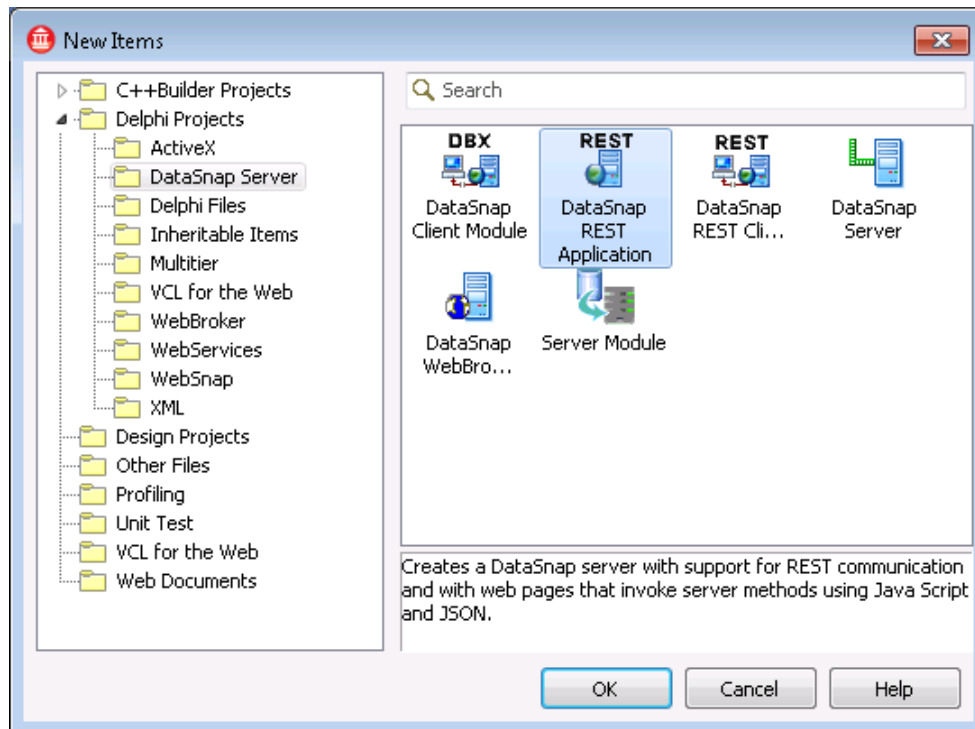 New Items
C++Builder Projects
Delphi Projects
ActiveX
DataSnap Server
Delphi Files
Inheritable Items
Multitier
VCL for the Web
WebBroker
WebServices
WebSnap
XML
Design Projects
Other Files
Profiling
Unit Test
VCL for the Web
Web Documents
Search
DBX
DataSnap
Client Module
REST
DataSnap
REST
Application
REST
DataSnap
REST Cli...
DataSnap
Server
DataSnap
WebBro...
Server Module
Creates a DataSnap server with support for REST communication
and with web pages that invoke server methods using Java Script
and JSON.
OK
Cancel
Help